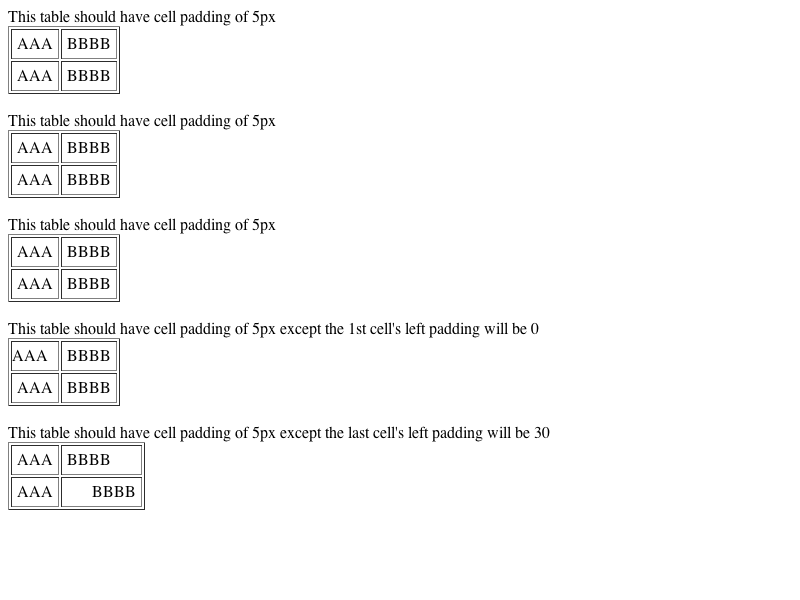 This table should have cell padding of 5px
AAA BBBB
AAA BBBB
This table should have cell padding of 5px
AAA BBBB
AAA BBBB
This table should have cell padding of 5px
AAA BBBB
AAA BBBB
This table should have cell padding of 5px except the 1st cell's left padding will be 0
AAA BBBB
AAA BBBB
This table should have cell padding of 5px except the last cell's left padding will be 30
AAA BBBB
AAA BBBB